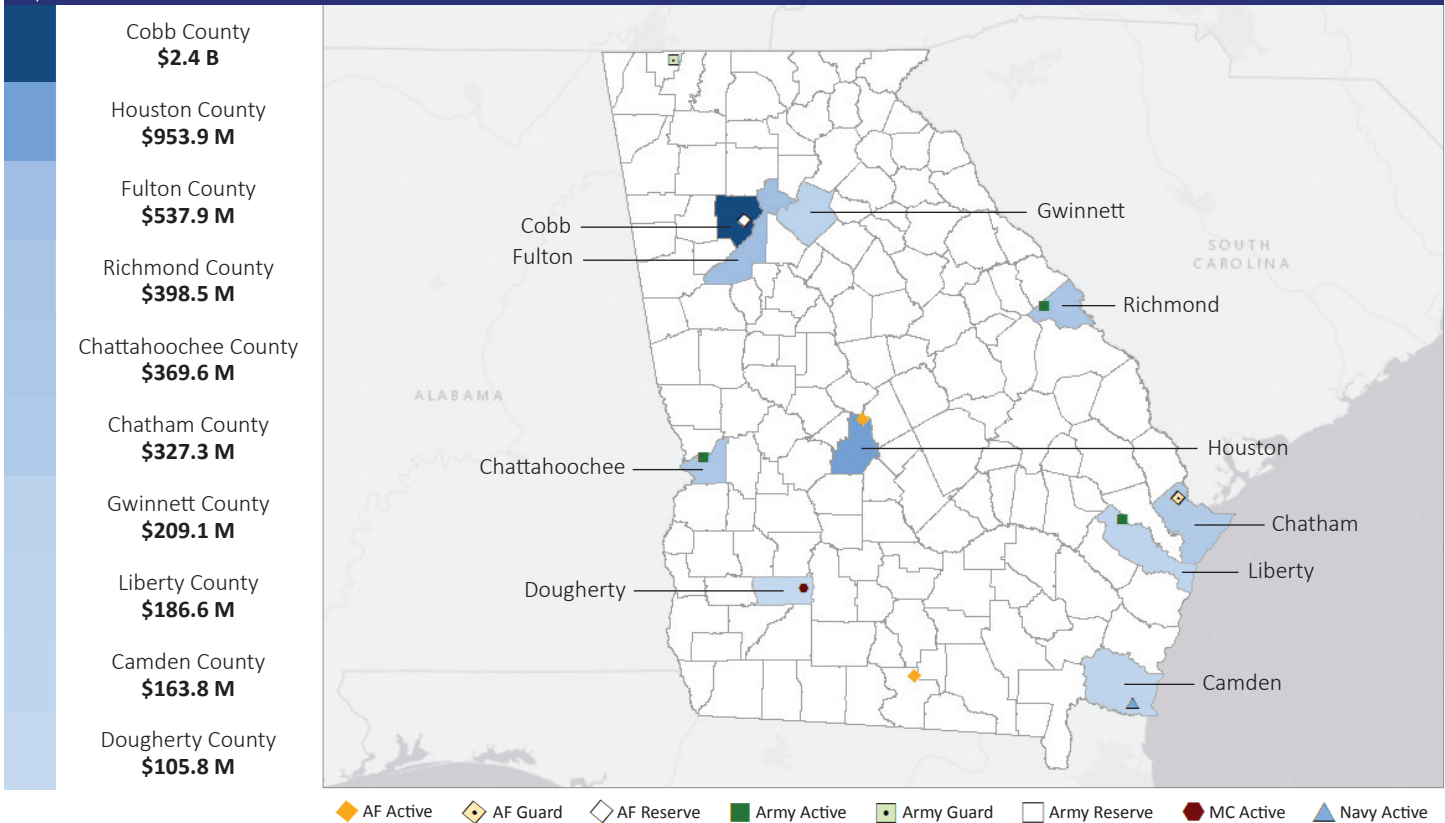 Cobb County
$2.4 B
Houston County
$953.9 M
Fulton County
$537.9 M
Richmond County
$398.5 M
Chattahoochee County
$369.6 M
Chatham County
$327.3 M
Gwinnett County
$209.1 M
Liberty County
$186.6 M
Camden County
$163.8 M
Dougherty County
$105.8 M
Cobb
Fulton
Gwinnett
SOUTH
CAROLINA
Richmond
ALABAMA
Houston
Chattahoochee
Chatham
Liberty
Dougherty
Camden
AF Active
AF Guard
AF Reserve
Army Active
Army Guard
Army Reserve
MC Active
Navy Active